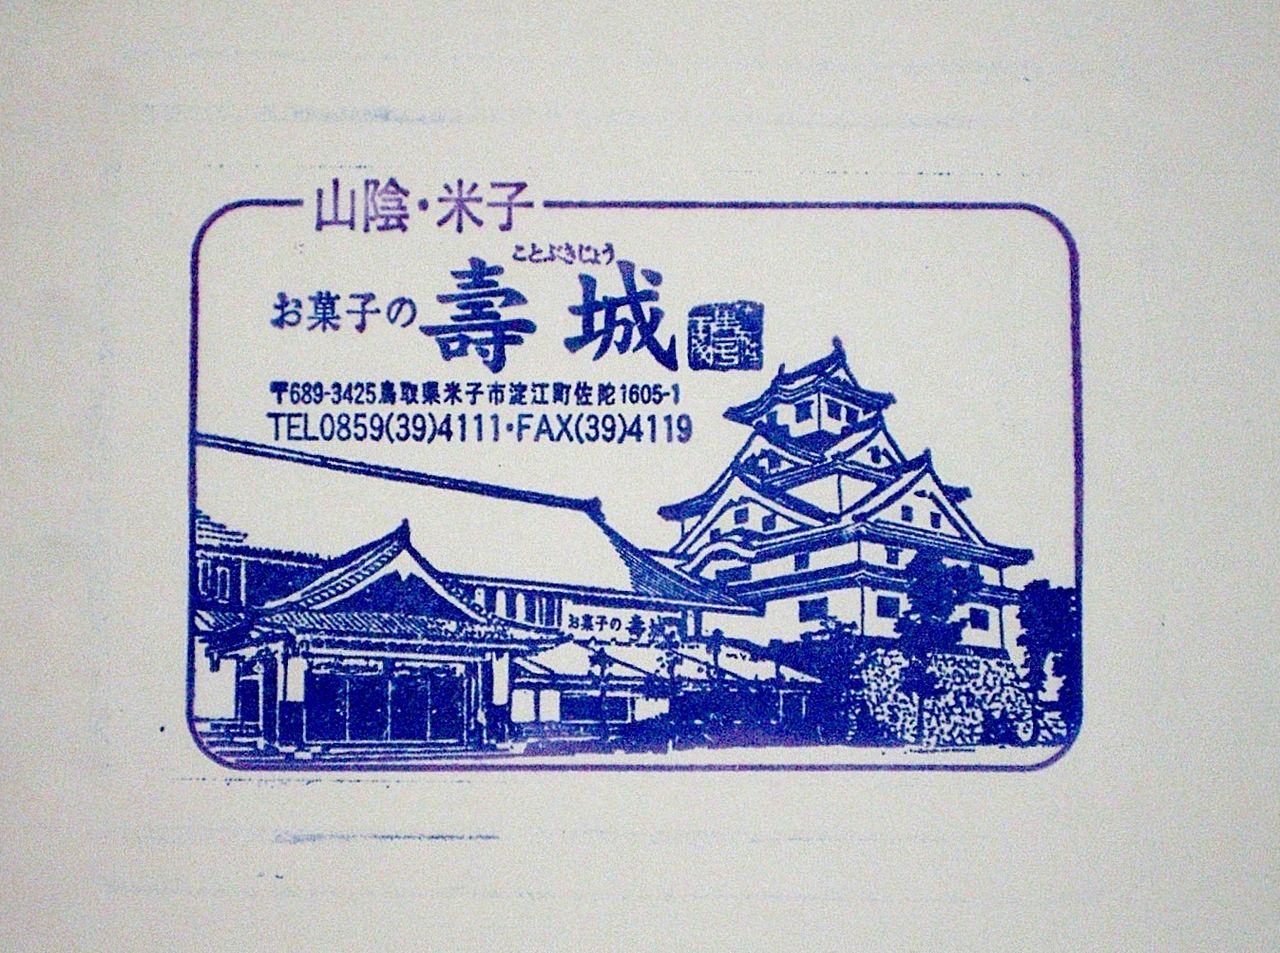 山陰・米子
ことぶきじょう
お菓子の壽城
〒689-3425鳥取県米子市淀江町佐陀1605-1
TEL0859(39)4111・FAX(39)4119
お菓子の壽城